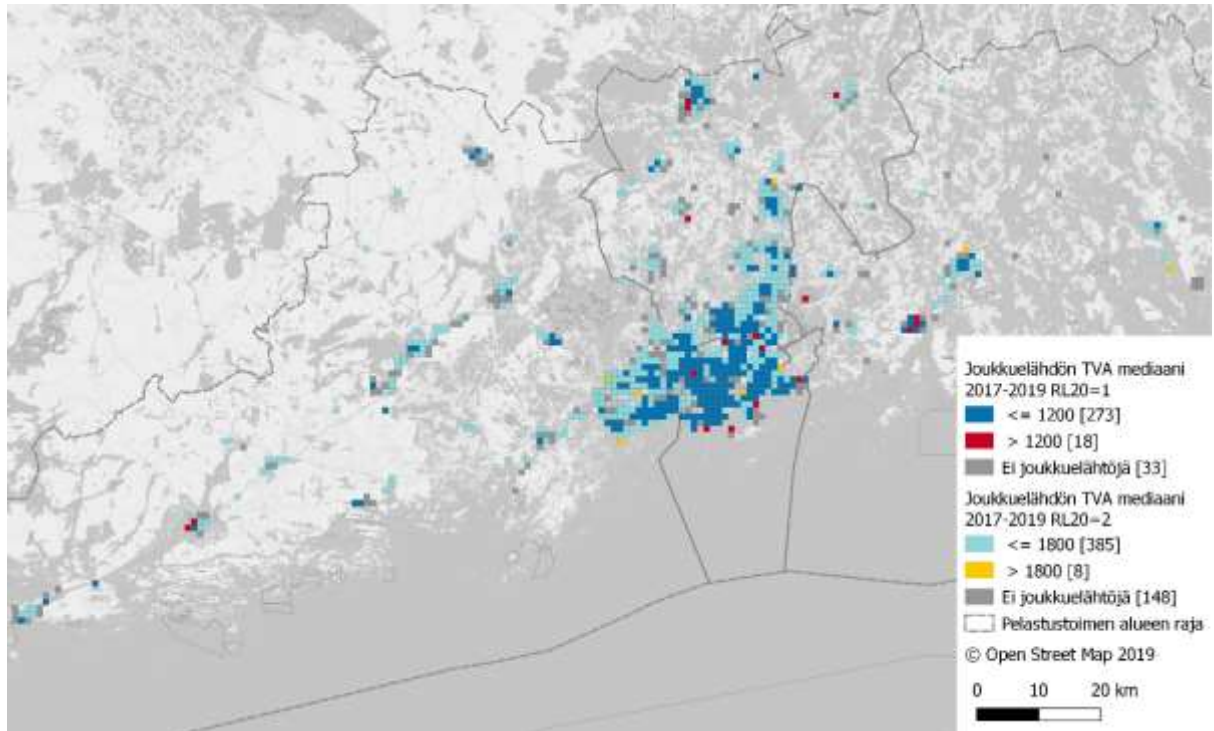 Joukkuelähdön TVA mediaani
2017-2019 RL20=1
<= 1200 [273]
> 1200 [18]
Ei joukkuelähtöjä [33]
Joukkuelähdön TVA mediaani
2017-2019 RL20=2
<= 1800 [385]
> 1800 [8]
Ei joukkuelähtöjä [148]
Pelastustoimen alueen raja
© Open Street Map 2019
0 10 20 km